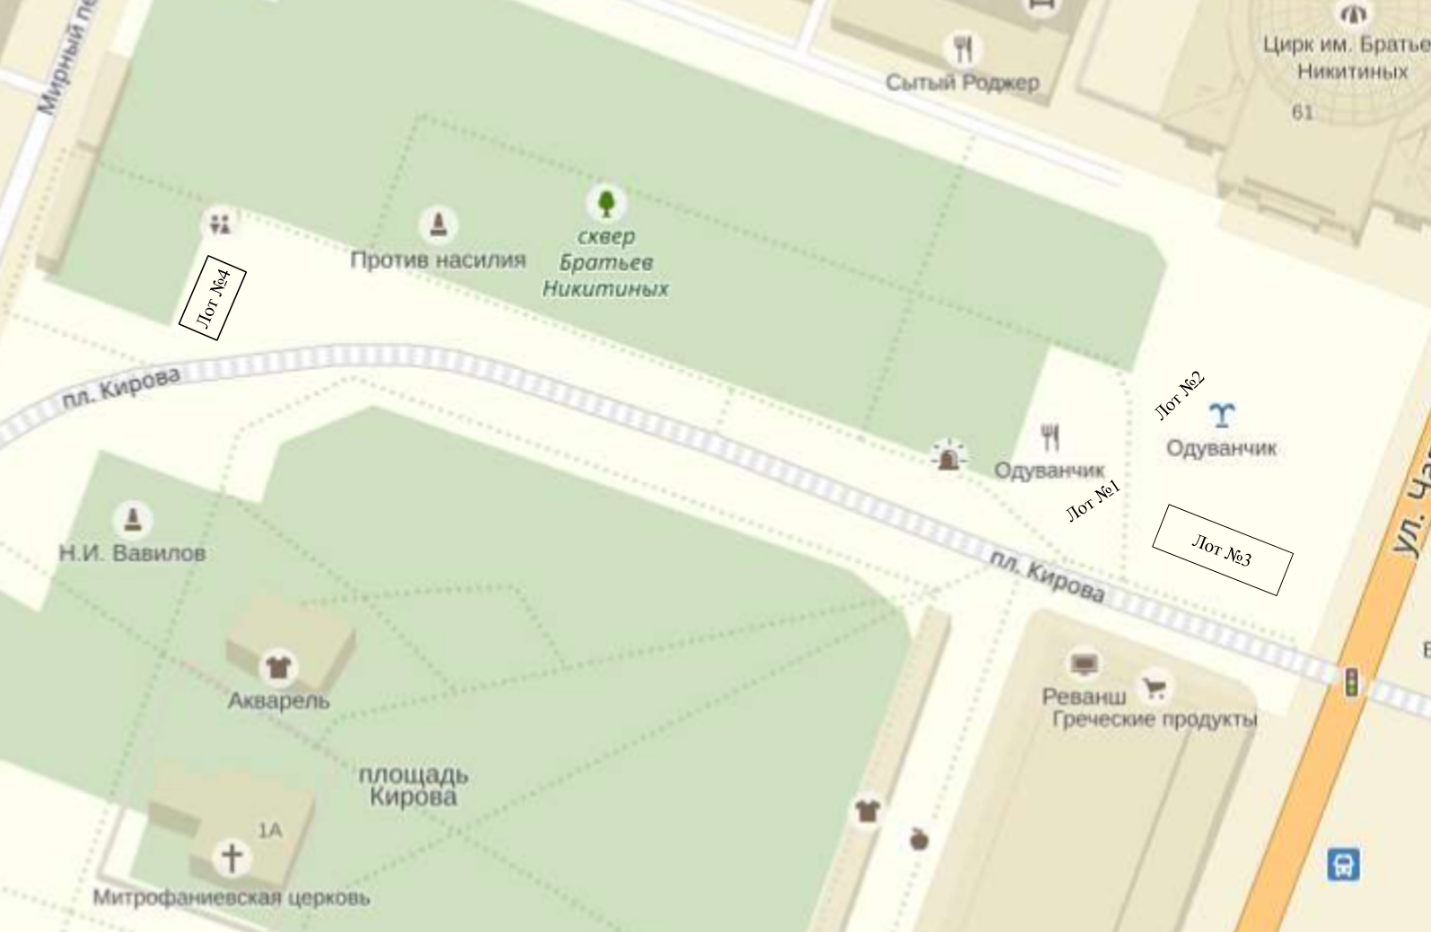 Мирный пе
Цирк им. Братье
Никитиных
61
Сытый Роджер
Против насилия
сквер
Братьев
Никитиных
Лот №4
пл. Кирова
Лот №2
Одуванчик
Одуванчик
Лот №1
Лот №3
ул. Ча
пл. Кирова
Н.И. Вавилов
Акварель
Реванш
Греческие продукты
площадь
Кирова
1А
Митрофаниевская церковь